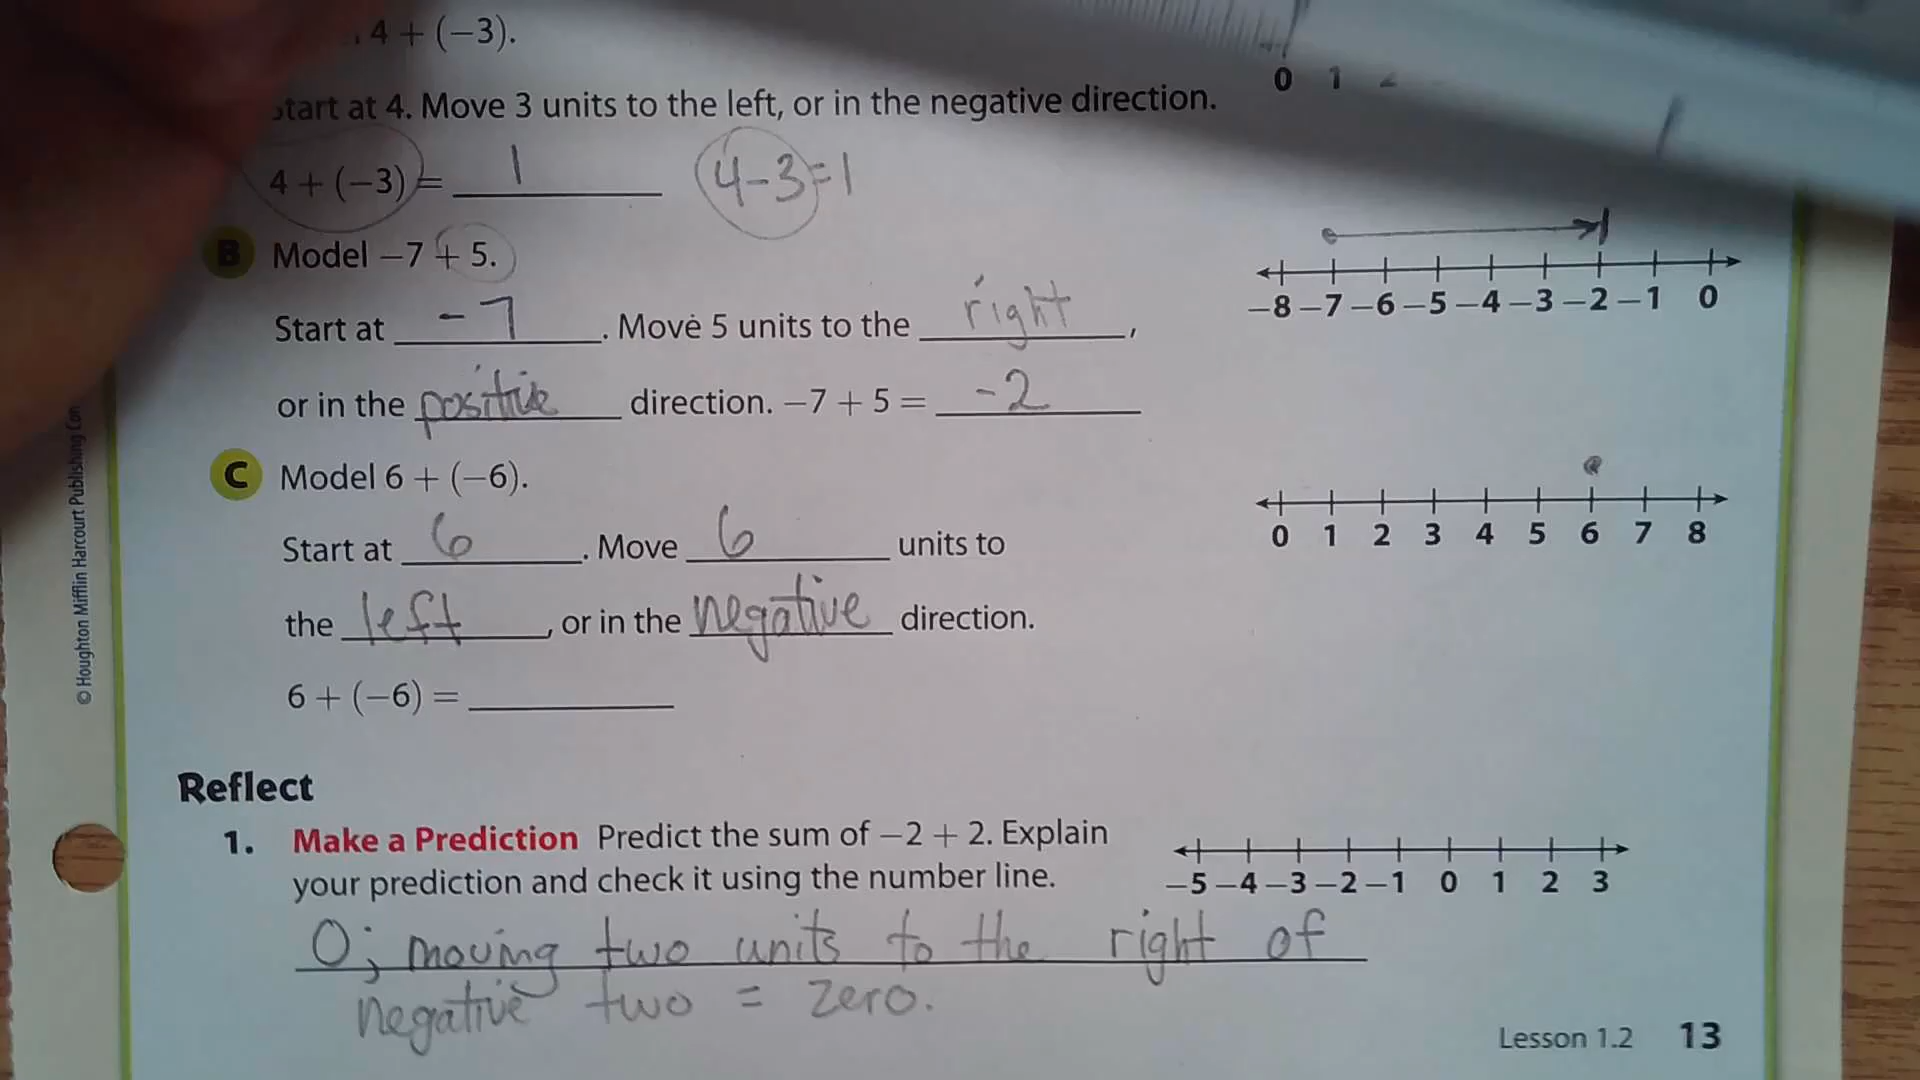 4 + (−3).
0 1 2
start at 4. Move 3 units to the left, or in the negative direction.
4 + (−3) = 1 4-3=1
B Model −7 + 5.
Start at -7. Move 5 units to the right,
−8 −7 −6 −5 −4 −3 −2 −1 0
or in the positive direction. −7 + 5 = -2
C Model 6 + (−6).
Start at 6. Move 6 units to
0 1 2 3 4 5 6 7 8
the left, or in the negative direction.
6 + (−6) =
© Houghton Mifflin Harcourt Publishing Com
Reflect
1. Make a Prediction Predict the sum of −2 + 2. Explain
your prediction and check it using the number line.
−5 −4 −3 −2 −1 0 1 2 3
0; moving two units to the right of
negative two = zero.
Lesson 1.2 13